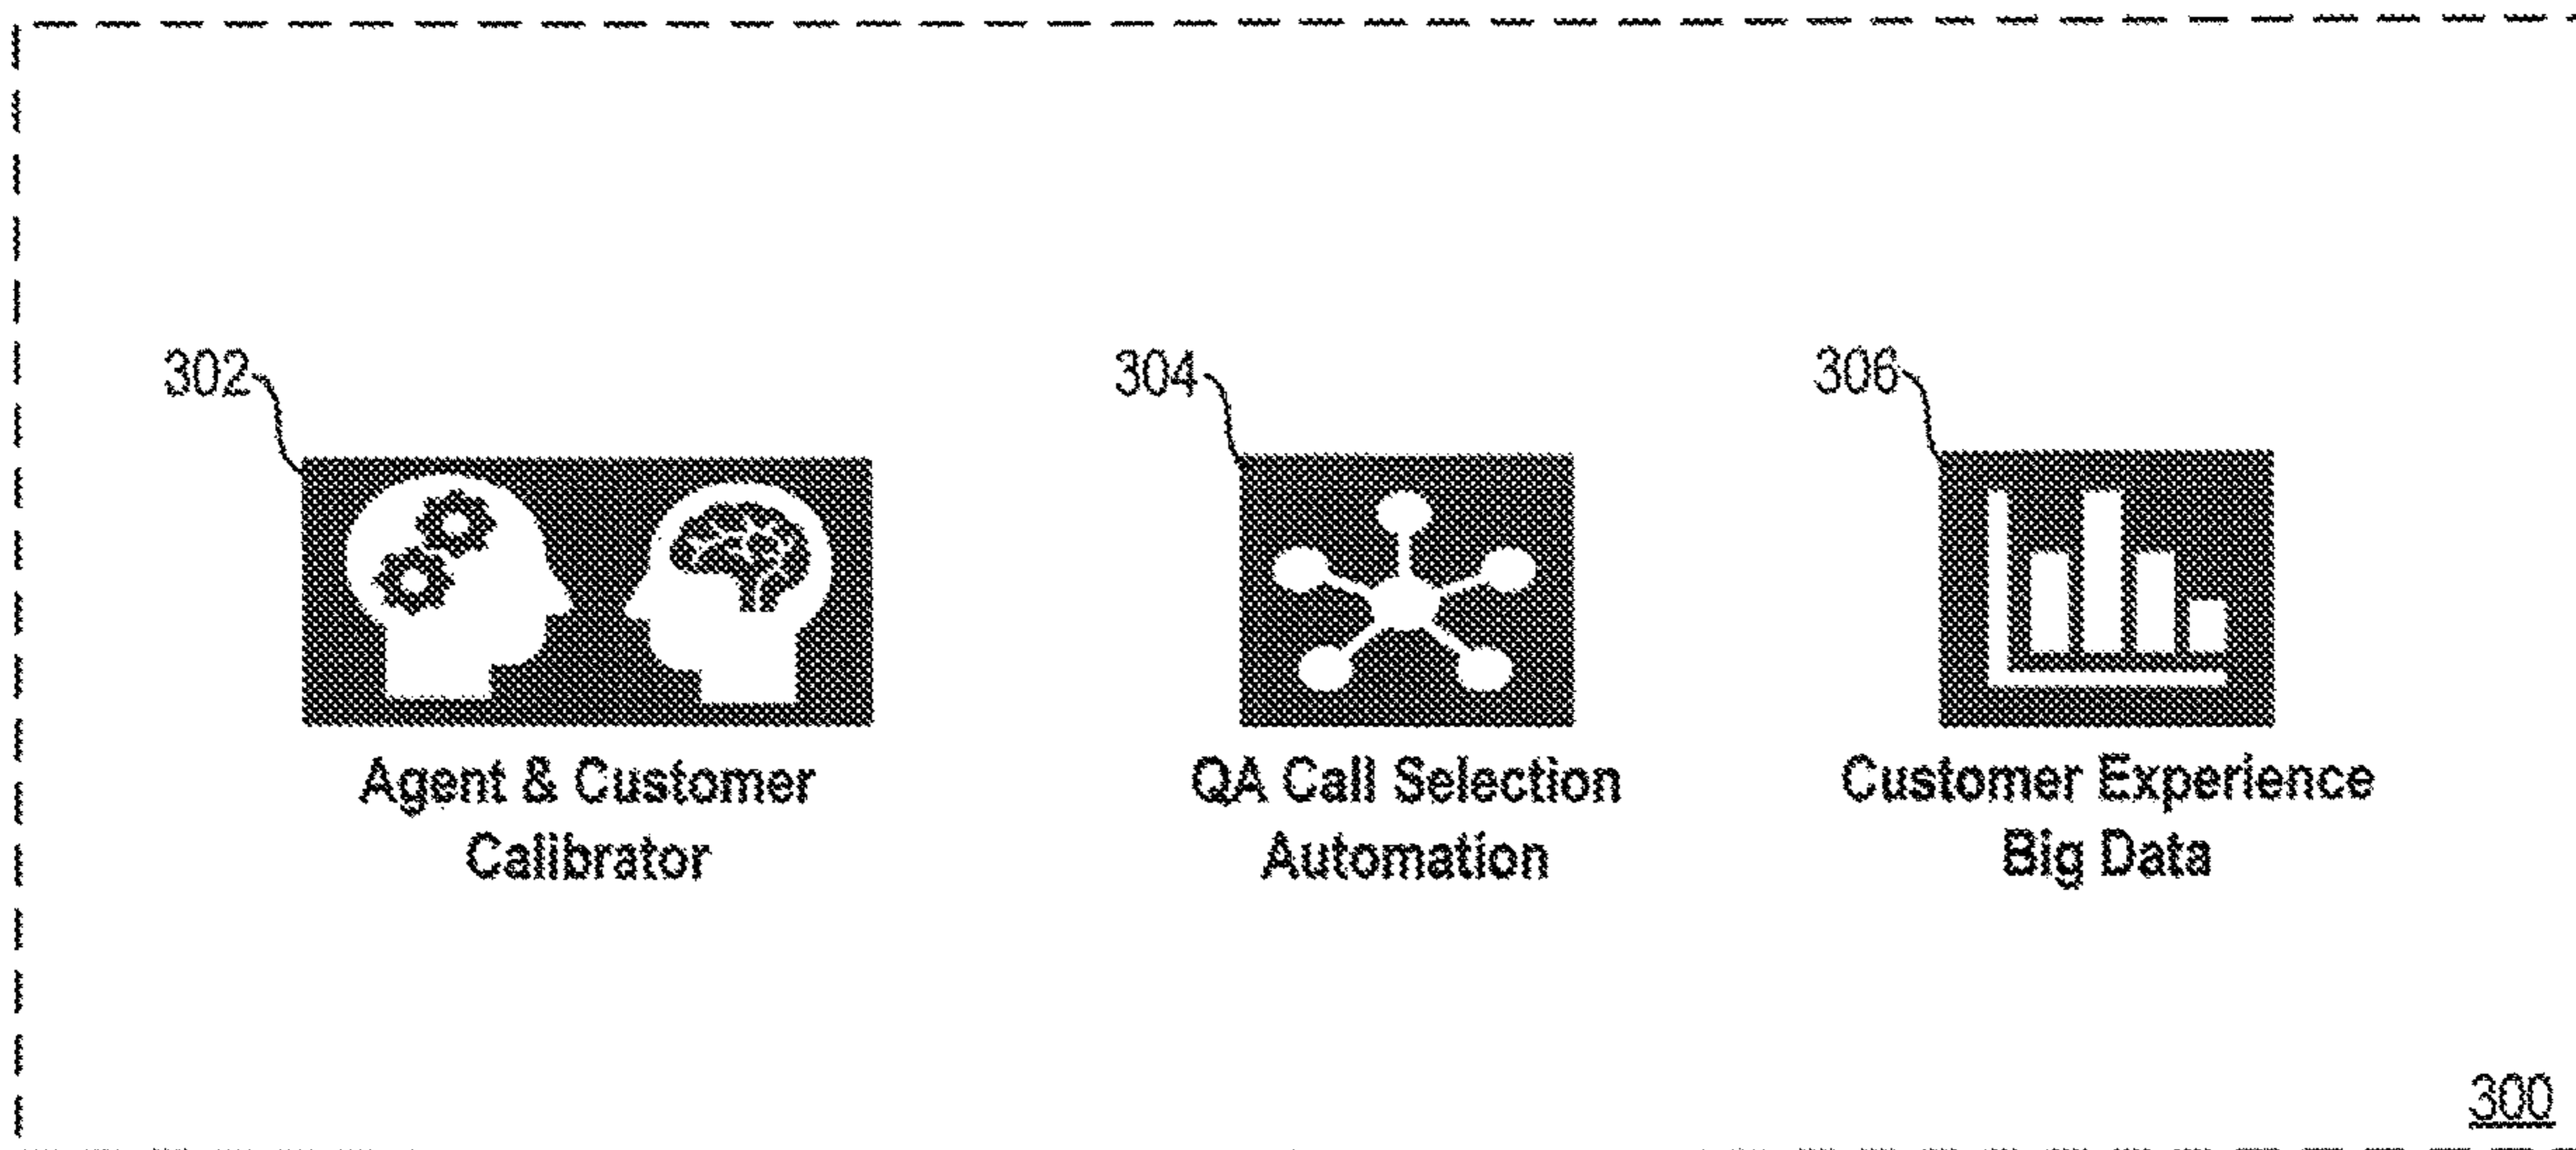 302
304
306
Agent & Customer
Calibrator
QA Call Selection
Automation
Customer Experience
Big Data
300